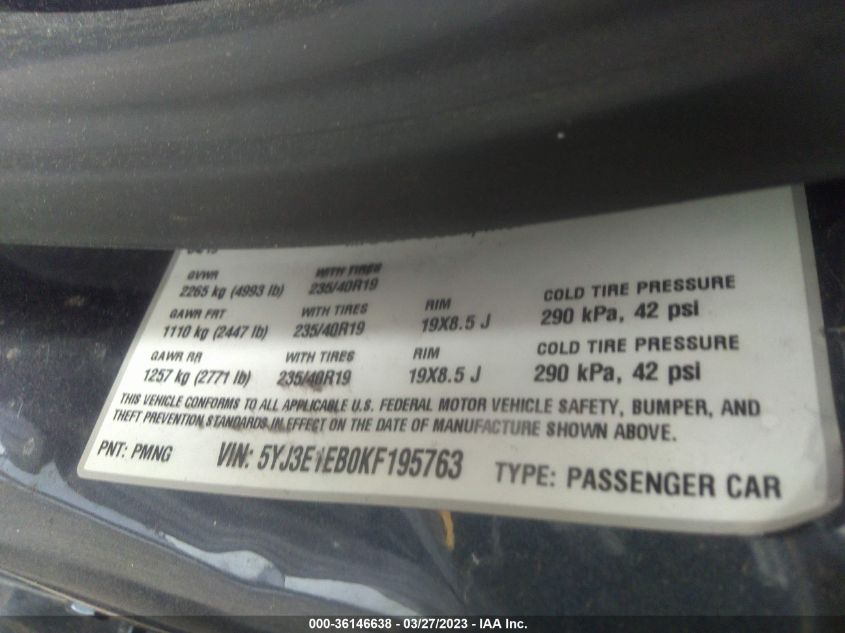 GVWR WITH TIRES
2265 kg (4993 lb) 235/40R19
GAWR FRT WITH TIRES RIM COLD TIRE PRESSURE
1110 kg (2447 lb) 235/40R19 19X8.5 J 290 kPa, 42 psi
GAWR RR WITH TIRES RIM COLD TIRE PRESSURE
1257 kg (2771 lb) 235/40R19 19X8.5 J 290 kPa, 42 psi
THIS VEHICLE CONFORMS TO ALL APPLICABLE U.S. FEDERAL MOTOR VEHICLE SAFETY, BUMPER, AND
THEFT PREVENTION STANDARDS IN EFFECT ON THE DATE OF MANUFACTURE SHOWN ABOVE.
PNT: PMNG VIN: 5YJ3E1EB0KF195763 TYPE: PASSENGER CAR
000-36146638 - 03/27/2023 - IAA Inc.